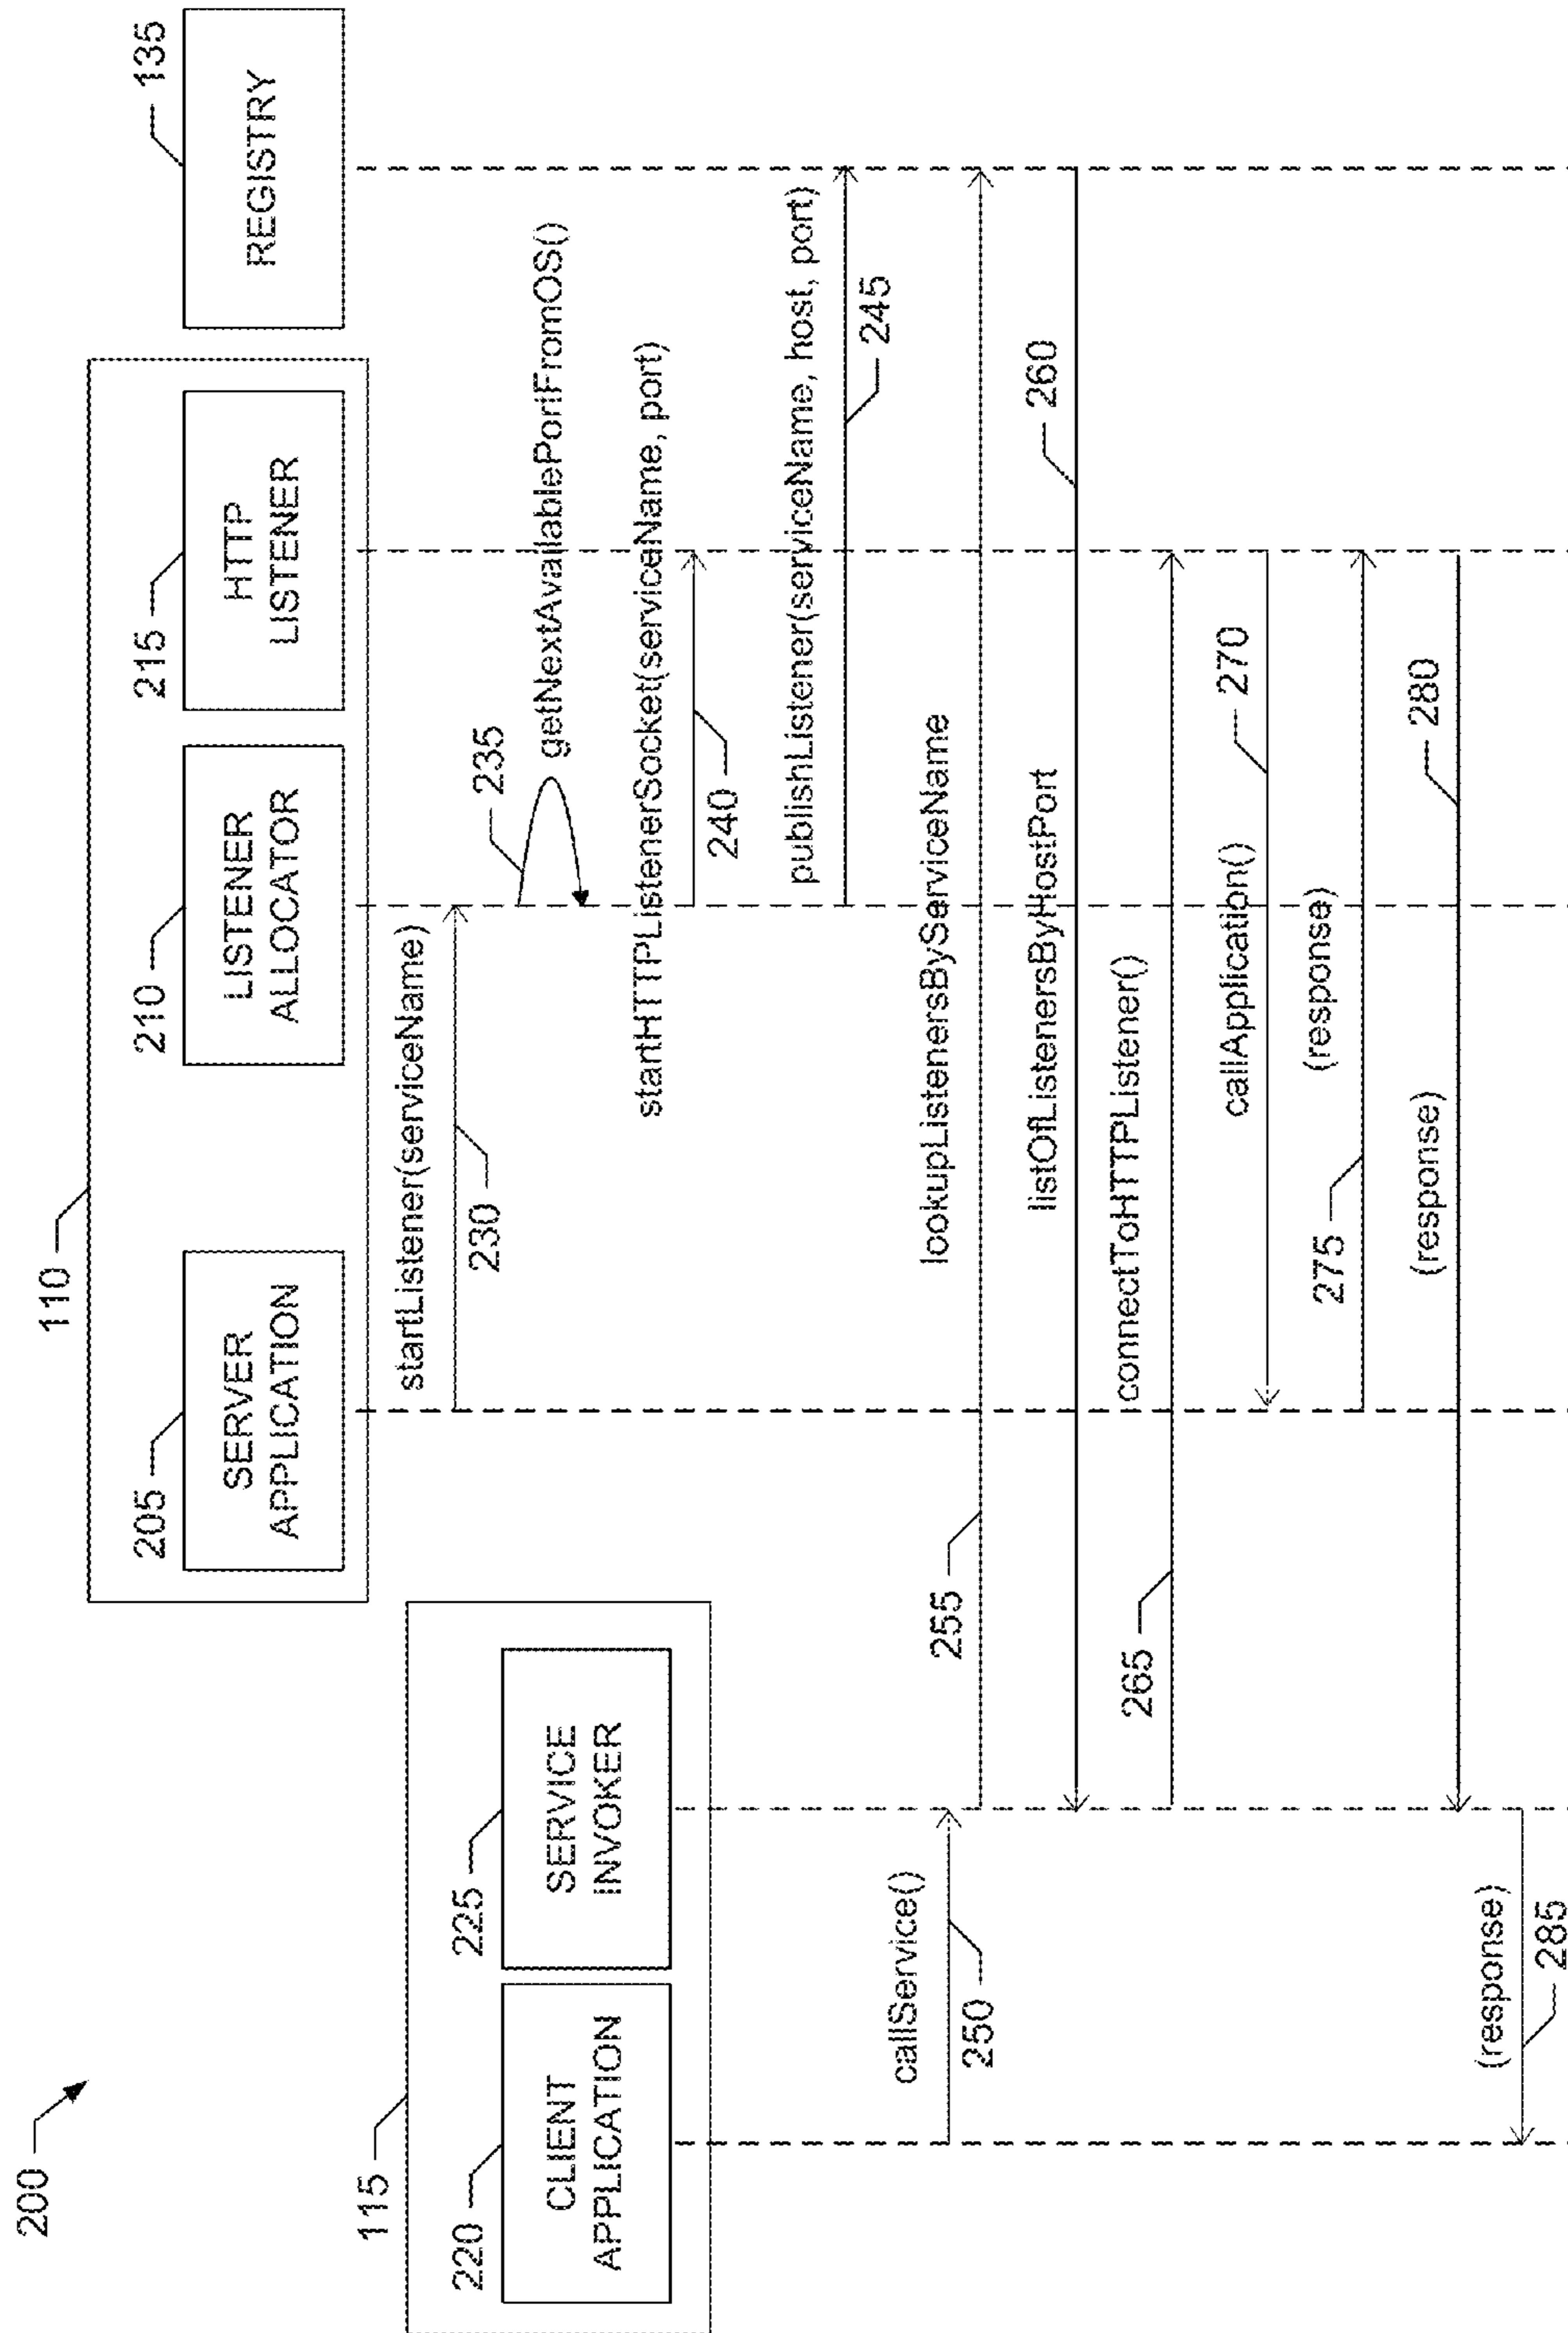 200
110
135
205
SERVER
APPLICATION
210
LISTENER
ALLOCATOR
215
HTTP
LISTENER
REGISTRY
115
220
CLIENT
APPLICATION
225
SERVICE
INVOKER
startListener(serviceName)
230
235
getNextAvailablePortFromOS()
startHTTPListenerSocket(serviceName, port)
240
publishListener(serviceName, host, port)
245
callService()
250
lookupListenersByServiceName
255
listOfListenersByHostPort
260
connectToHTTPListener()
265
callApplication()
270
(response)
275
(response)
280
(response)
285